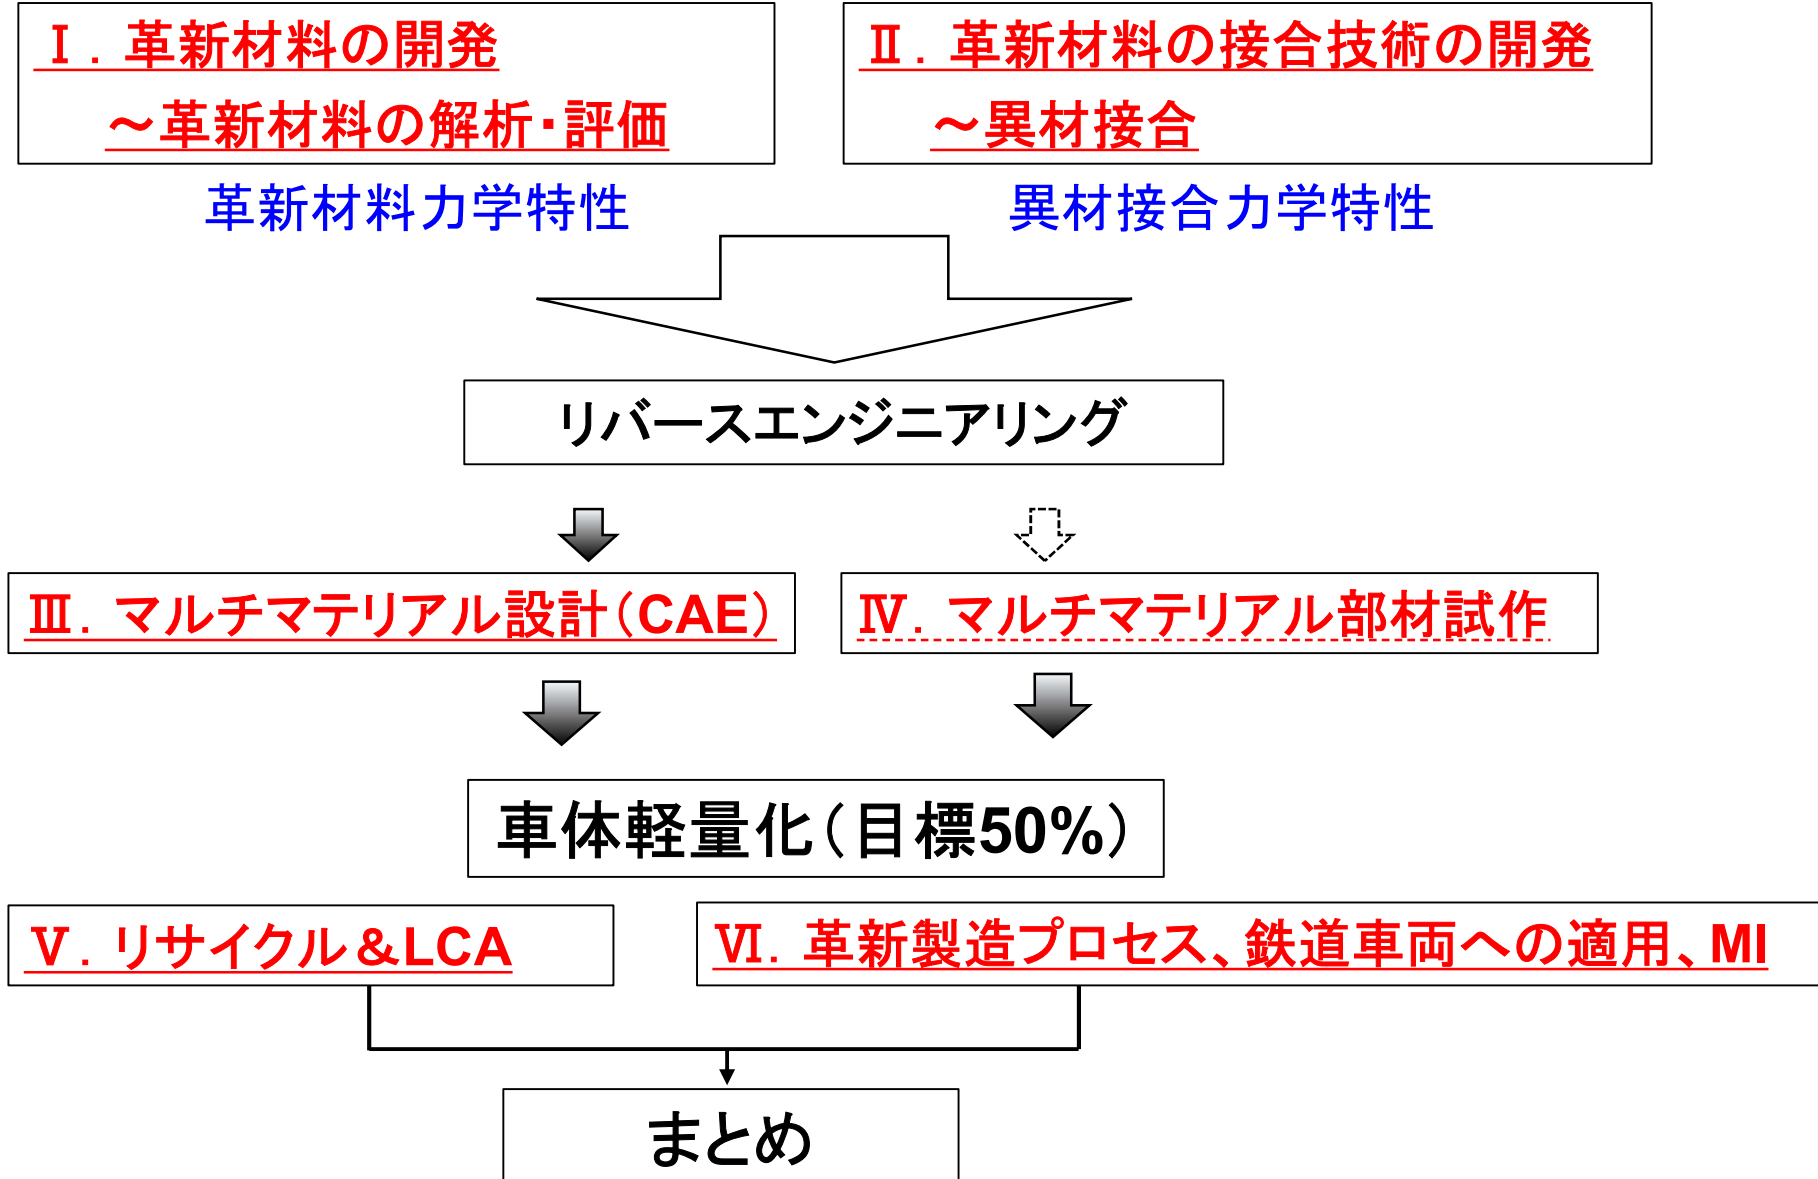 Ⅰ．革新材料の開発
～革新材料の解析・評価
Ⅱ．革新材料の接合技術の開発
～異材接合
革新材料力学特性
異材接合力学特性
リバースエンジニアリング
Ⅲ．マルチマテリアル設計（CAE）
Ⅳ．マルチマテリアル部材試作
車体軽量化（目標50%）
Ⅴ．リサイクル＆LCA
Ⅵ．革新製造プロセス、鉄道車両への適用、MI
まとめ